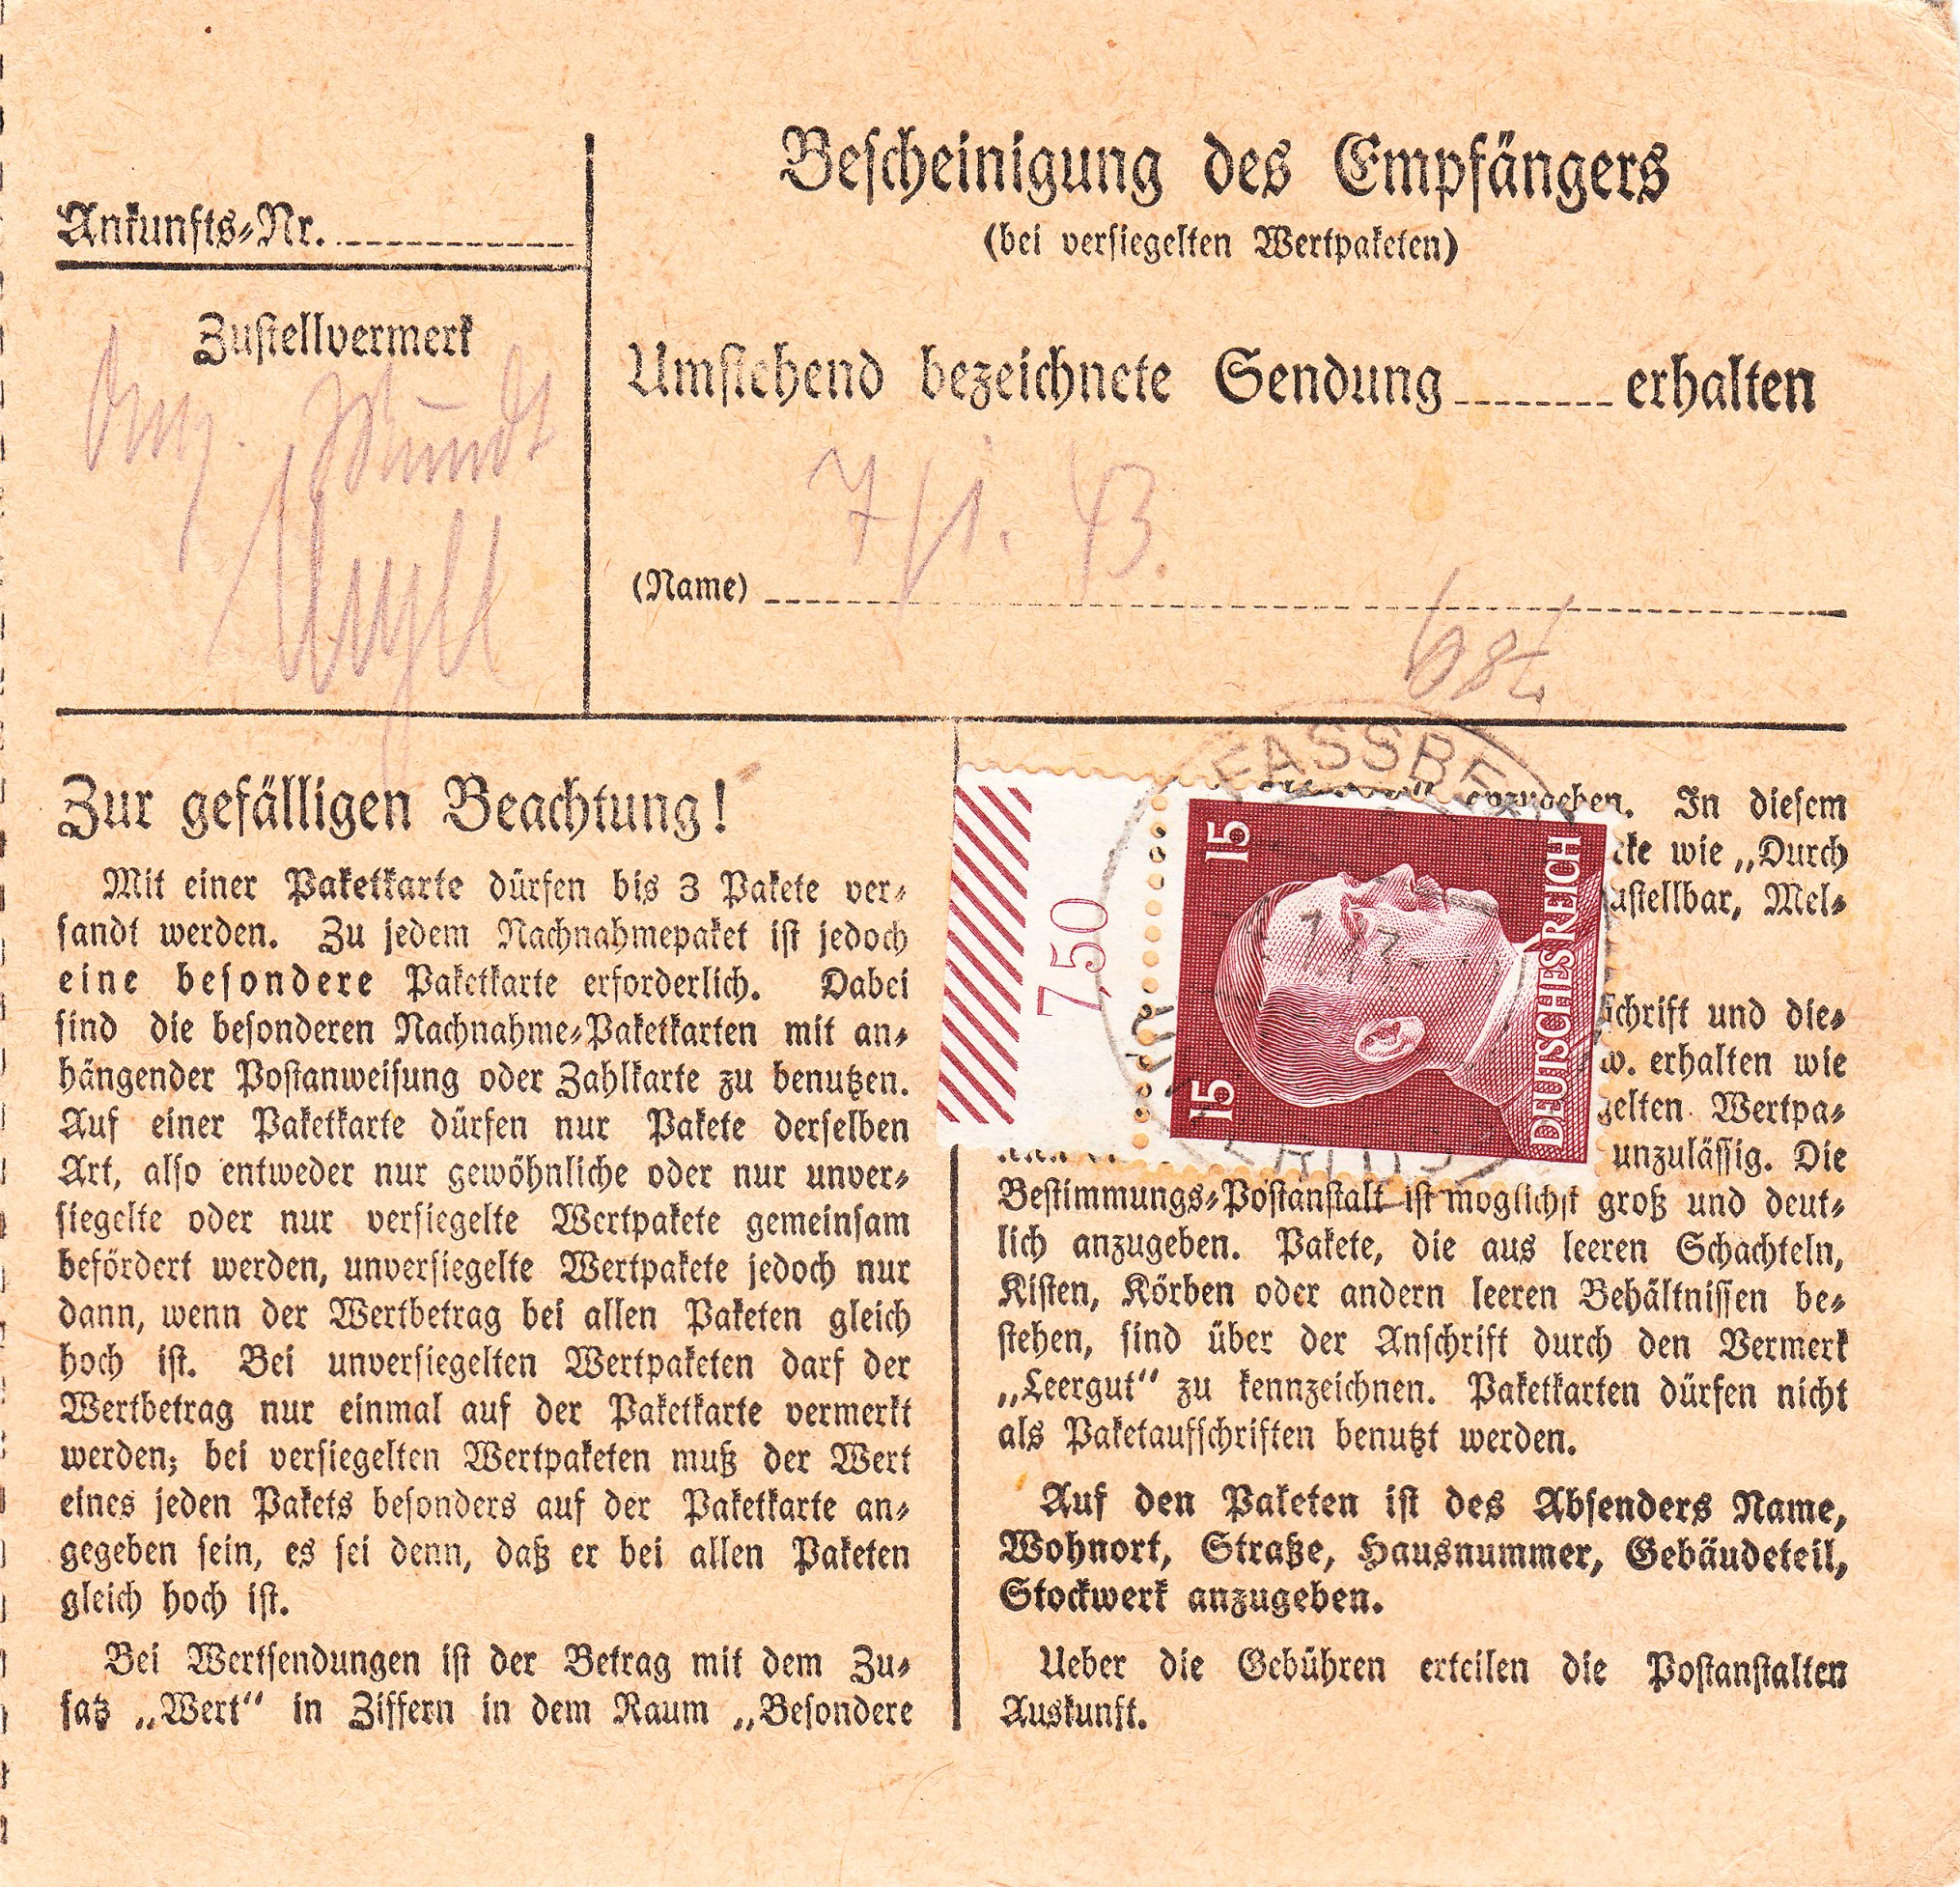 Ankunfts-Nr.
Zustellvermerk
Bescheinigung des Empfängers
(bei versiegelten Wertpaketen)
Umstehend bezeichnete Sendung erhalten
7/1. 43.
(Name)
Zur gefälligen Beachtung!
Mit einer Paketkarte dürfen bis 3 Pakete ver-
sandt werden. Zu jedem Nachnahmepaket ist jedoch
eine besondere Paketkarte erforderlich. Dabei
sind die besonderen Nachnahme-Paketkarten mit an-
hängender Postanweisung oder Zahlkarte zu benutzen.
Auf einer Paketkarte dürfen nur Pakete derselben
Art, also entweder nur gewöhnliche oder nur unver-
siegelte oder nur versiegelte Wertpakete gemeinsam
befördert werden, unversiegelte Wertpakete jedoch nur
dann, wenn der Wertbetrag bei allen Paketen gleich
hoch ist. Bei unversiegelten Wertpaketen darf der
Wertbetrag nur einmal auf der Paketkarte vermerkt
werden; bei versiegelten Wertpaketen muß der Wert
eines jeden Pakets besonders auf der Paketkarte an-
gegeben sein, es sei denn, daß er bei allen Paketen
gleich hoch ist.
Bei Wertsendungen ist der Betrag mit dem Zu-
satz „Wert“ in Ziffern in dem Raum „Besondere
anzugeben. In diesem
wie „Durch
ustellbar, Mel-
schrift und die-
w. erhalten wie
gelten Wertpa-
unzulässig. Die
Bestimmungs-Postanstalt ist möglichst groß und deut-
lich anzugeben. Pakete, die aus leeren Schachteln,
Kisten, Körben oder andern leeren Behältnissen be-
stehen, sind über der Anschrift durch den Vermerk
„Leergut“ zu kennzeichnen. Paketkarten dürfen nicht
als Paketaufschriften benutzt werden.
Auf den Paketen ist des Absenders Name,
Wohnort, Straße, Hausnummer, Gebäudeteil,
Stockwerk anzugeben.
Ueber die Gebühren erteilen die Postanstalten
Auskunft.
7,50
15
15
DEUTSCHES REICH
FASSBE